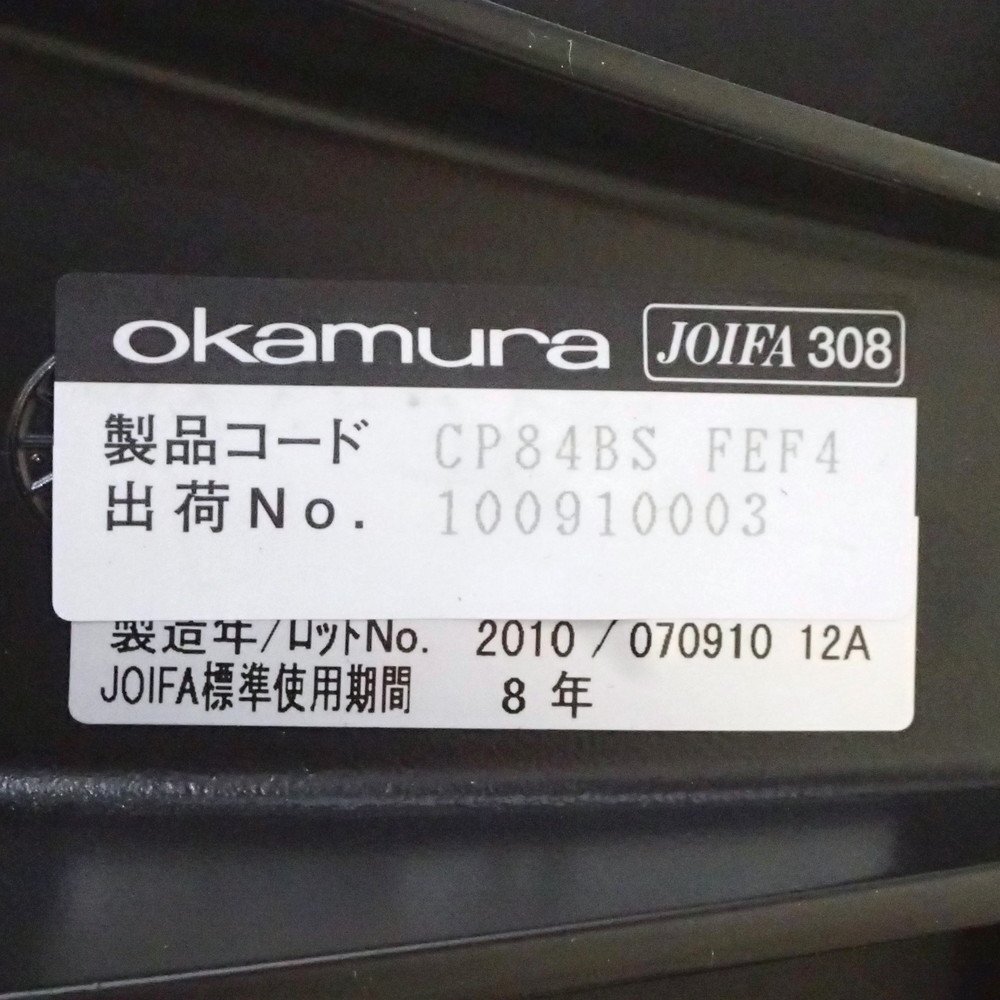 okamura JOIFA 308
製品コード CP84BS FEF4
出荷No. 100910003
製造年/ロットNo. 2010 / 070910 12A
JOIFA標準使用期間 8 年